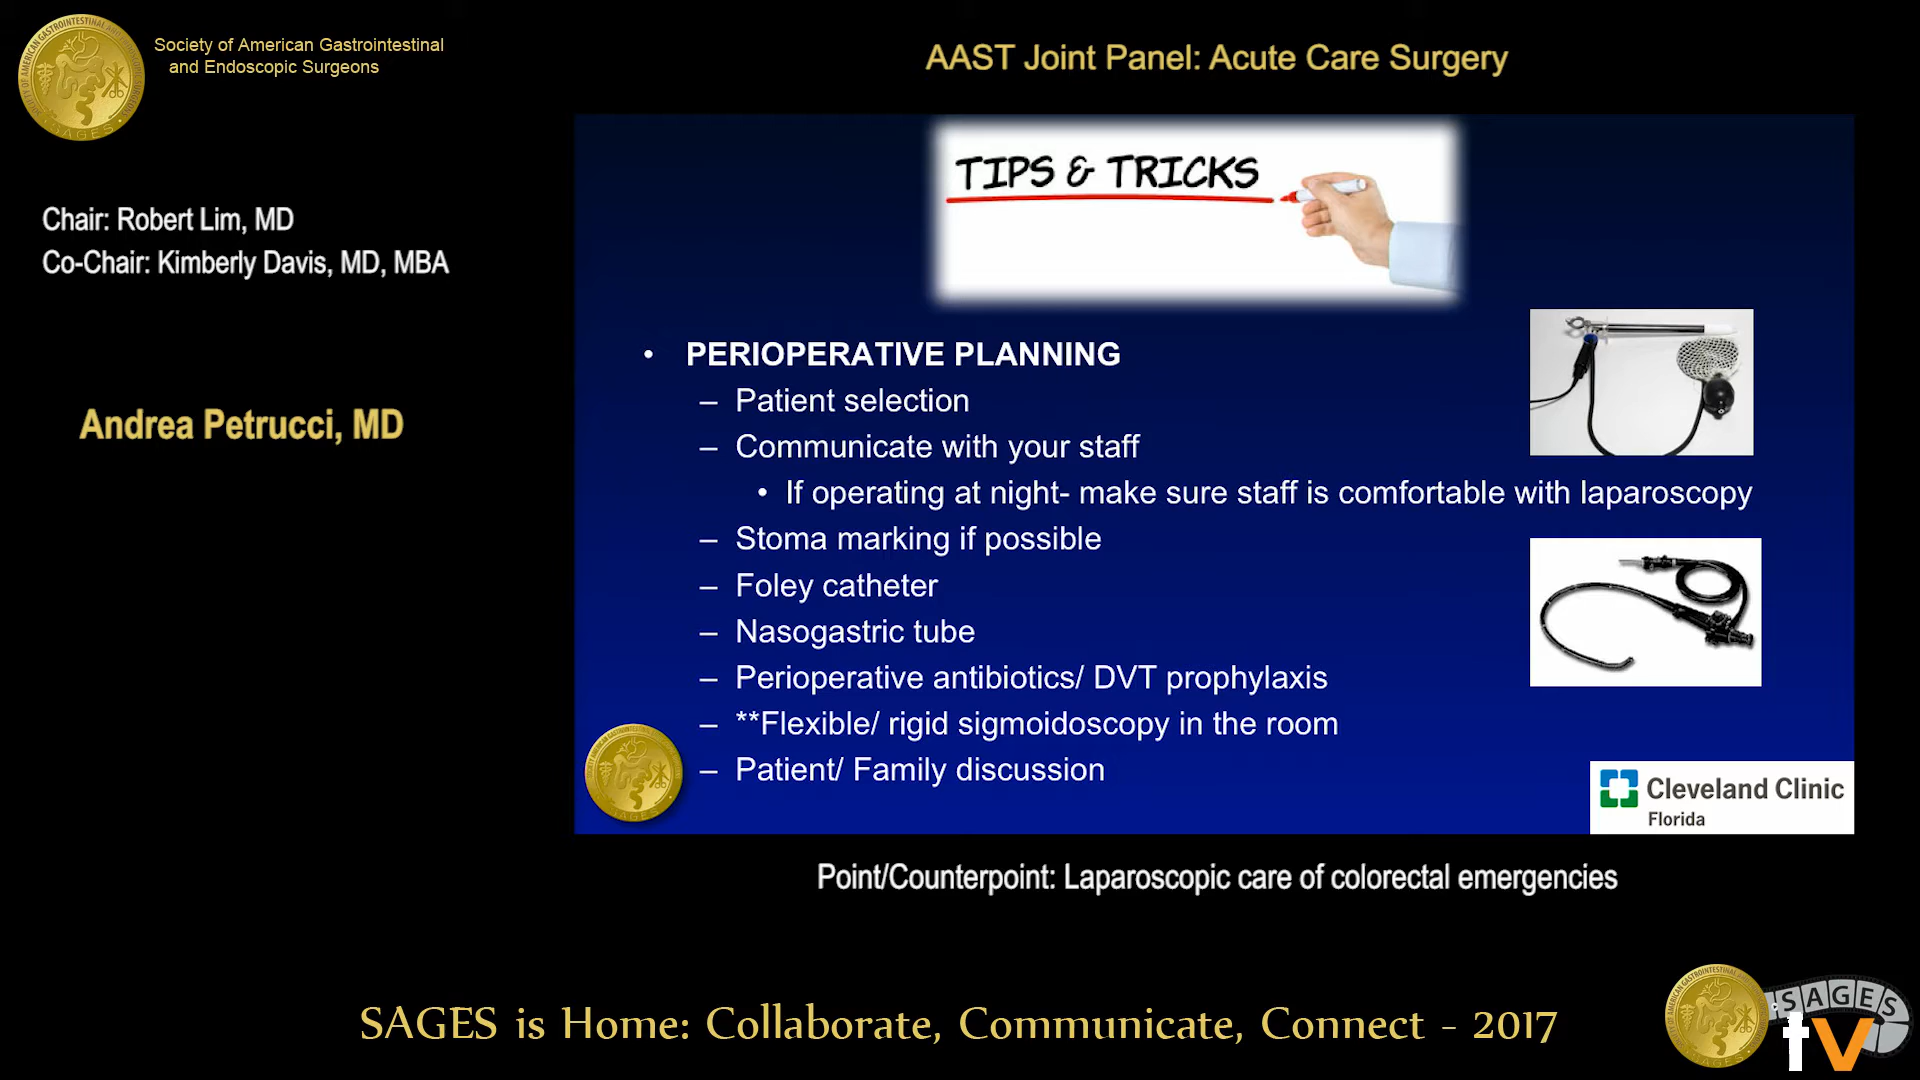 Society of American Gastrointestinal
and Endoscopic Surgeons
AAST Joint Panel: Acute Care Surgery
Chair: Robert Lim, MD
Co-Chair: Kimberly Davis, MD, MBA
Andrea Petrucci, MD
TIPS & TRICKS
• PERIOPERATIVE PLANNING
– Patient selection
– Communicate with your staff
• If operating at night- make sure staff is comfortable with laparoscopy
– Stoma marking if possible
– Foley catheter
– Nasogastric tube
– Perioperative antibiotics/ DVT prophylaxis
– **Flexible/ rigid sigmoidoscopy in the room
– Patient/ Family discussion
Cleveland Clinic
Florida
Point/Counterpoint: Laparoscopic care of colorectal emergencies
SAGES is Home: Collaborate, Communicate, Connect - 2017
SAGES
tv